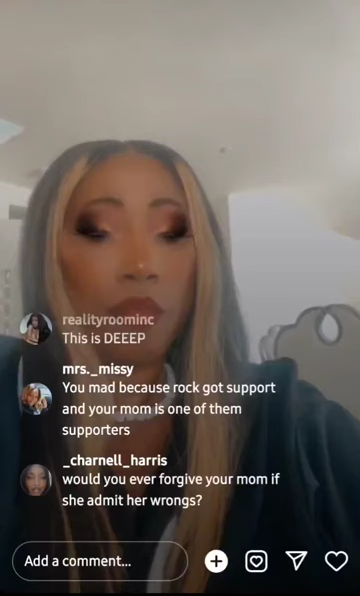 realityroominc
This is DEEEP
mrs._missy
You mad because rock got support
and your mom is one of them
supporters
_charnell_harris
would you ever forgive your mom if
she admit her wrongs?
Add a comment...